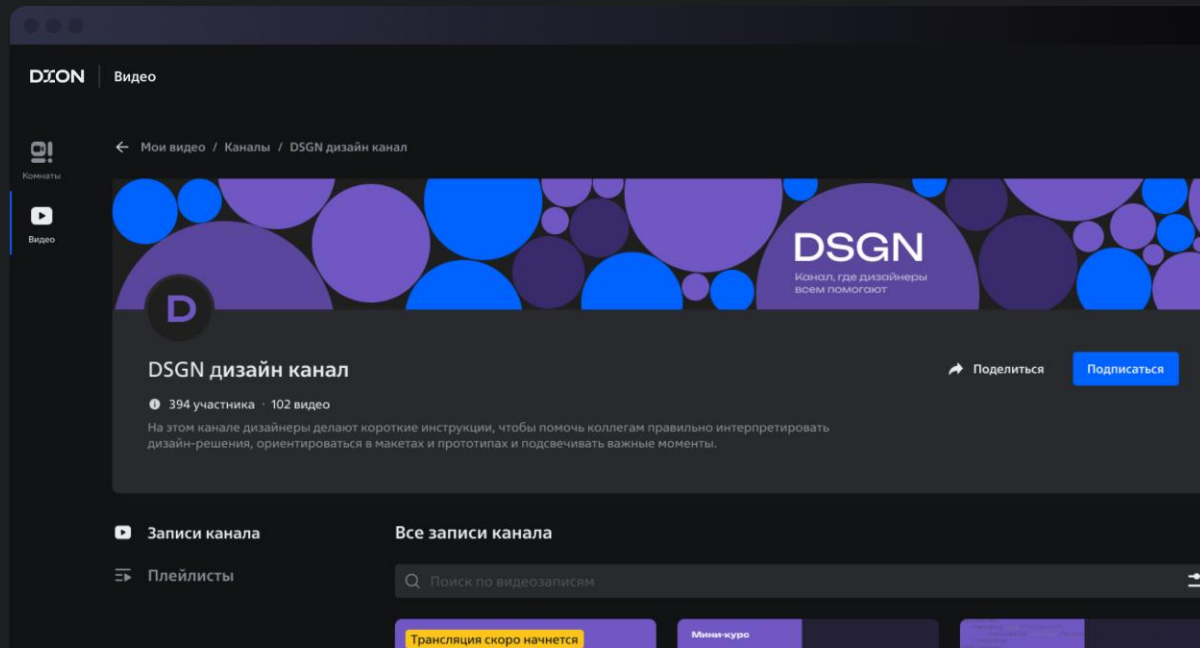 DION Видео
Комнаты
Видео
Мои видео / Каналы / DSGN дизайн канал
DSGN
Канал, где дизайнеры
всем помогают
D
DSGN дизайн канал
Поделиться
Подписаться
394 участника · 102 видео
На этом канале дизайнеры делают короткие инструкции, чтобы помочь коллегам правильно интерпретировать
дизайн-решения, ориентироваться в макетах и прототипах и подсвечивать важные моменты.
Записи канала
Плейлисты
Все записи канала
Поиск по видеозаписям
Трансляция скоро начнется
Мини-курс